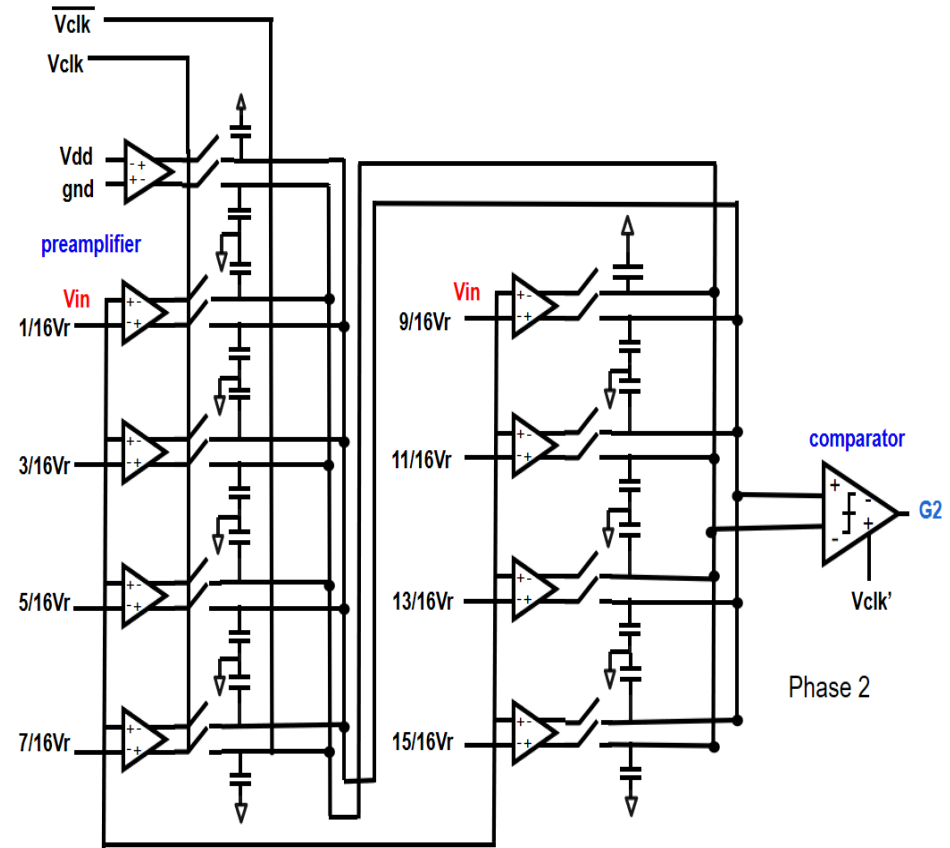 Vclk
Vclk
Vdd
gnd
- +
+ -
preamplifier
Vin
1/16Vr
+ -
- +
3/16Vr
+ -
- +
5/16Vr
+ -
- +
7/16Vr
+ -
- +
Vin
9/16Vr
+ -
- +
11/16Vr
+ -
- +
13/16Vr
+ -
- +
15/16Vr
+ -
- +
comparator
+ -
- +
G2
Vclk’
Phase 2